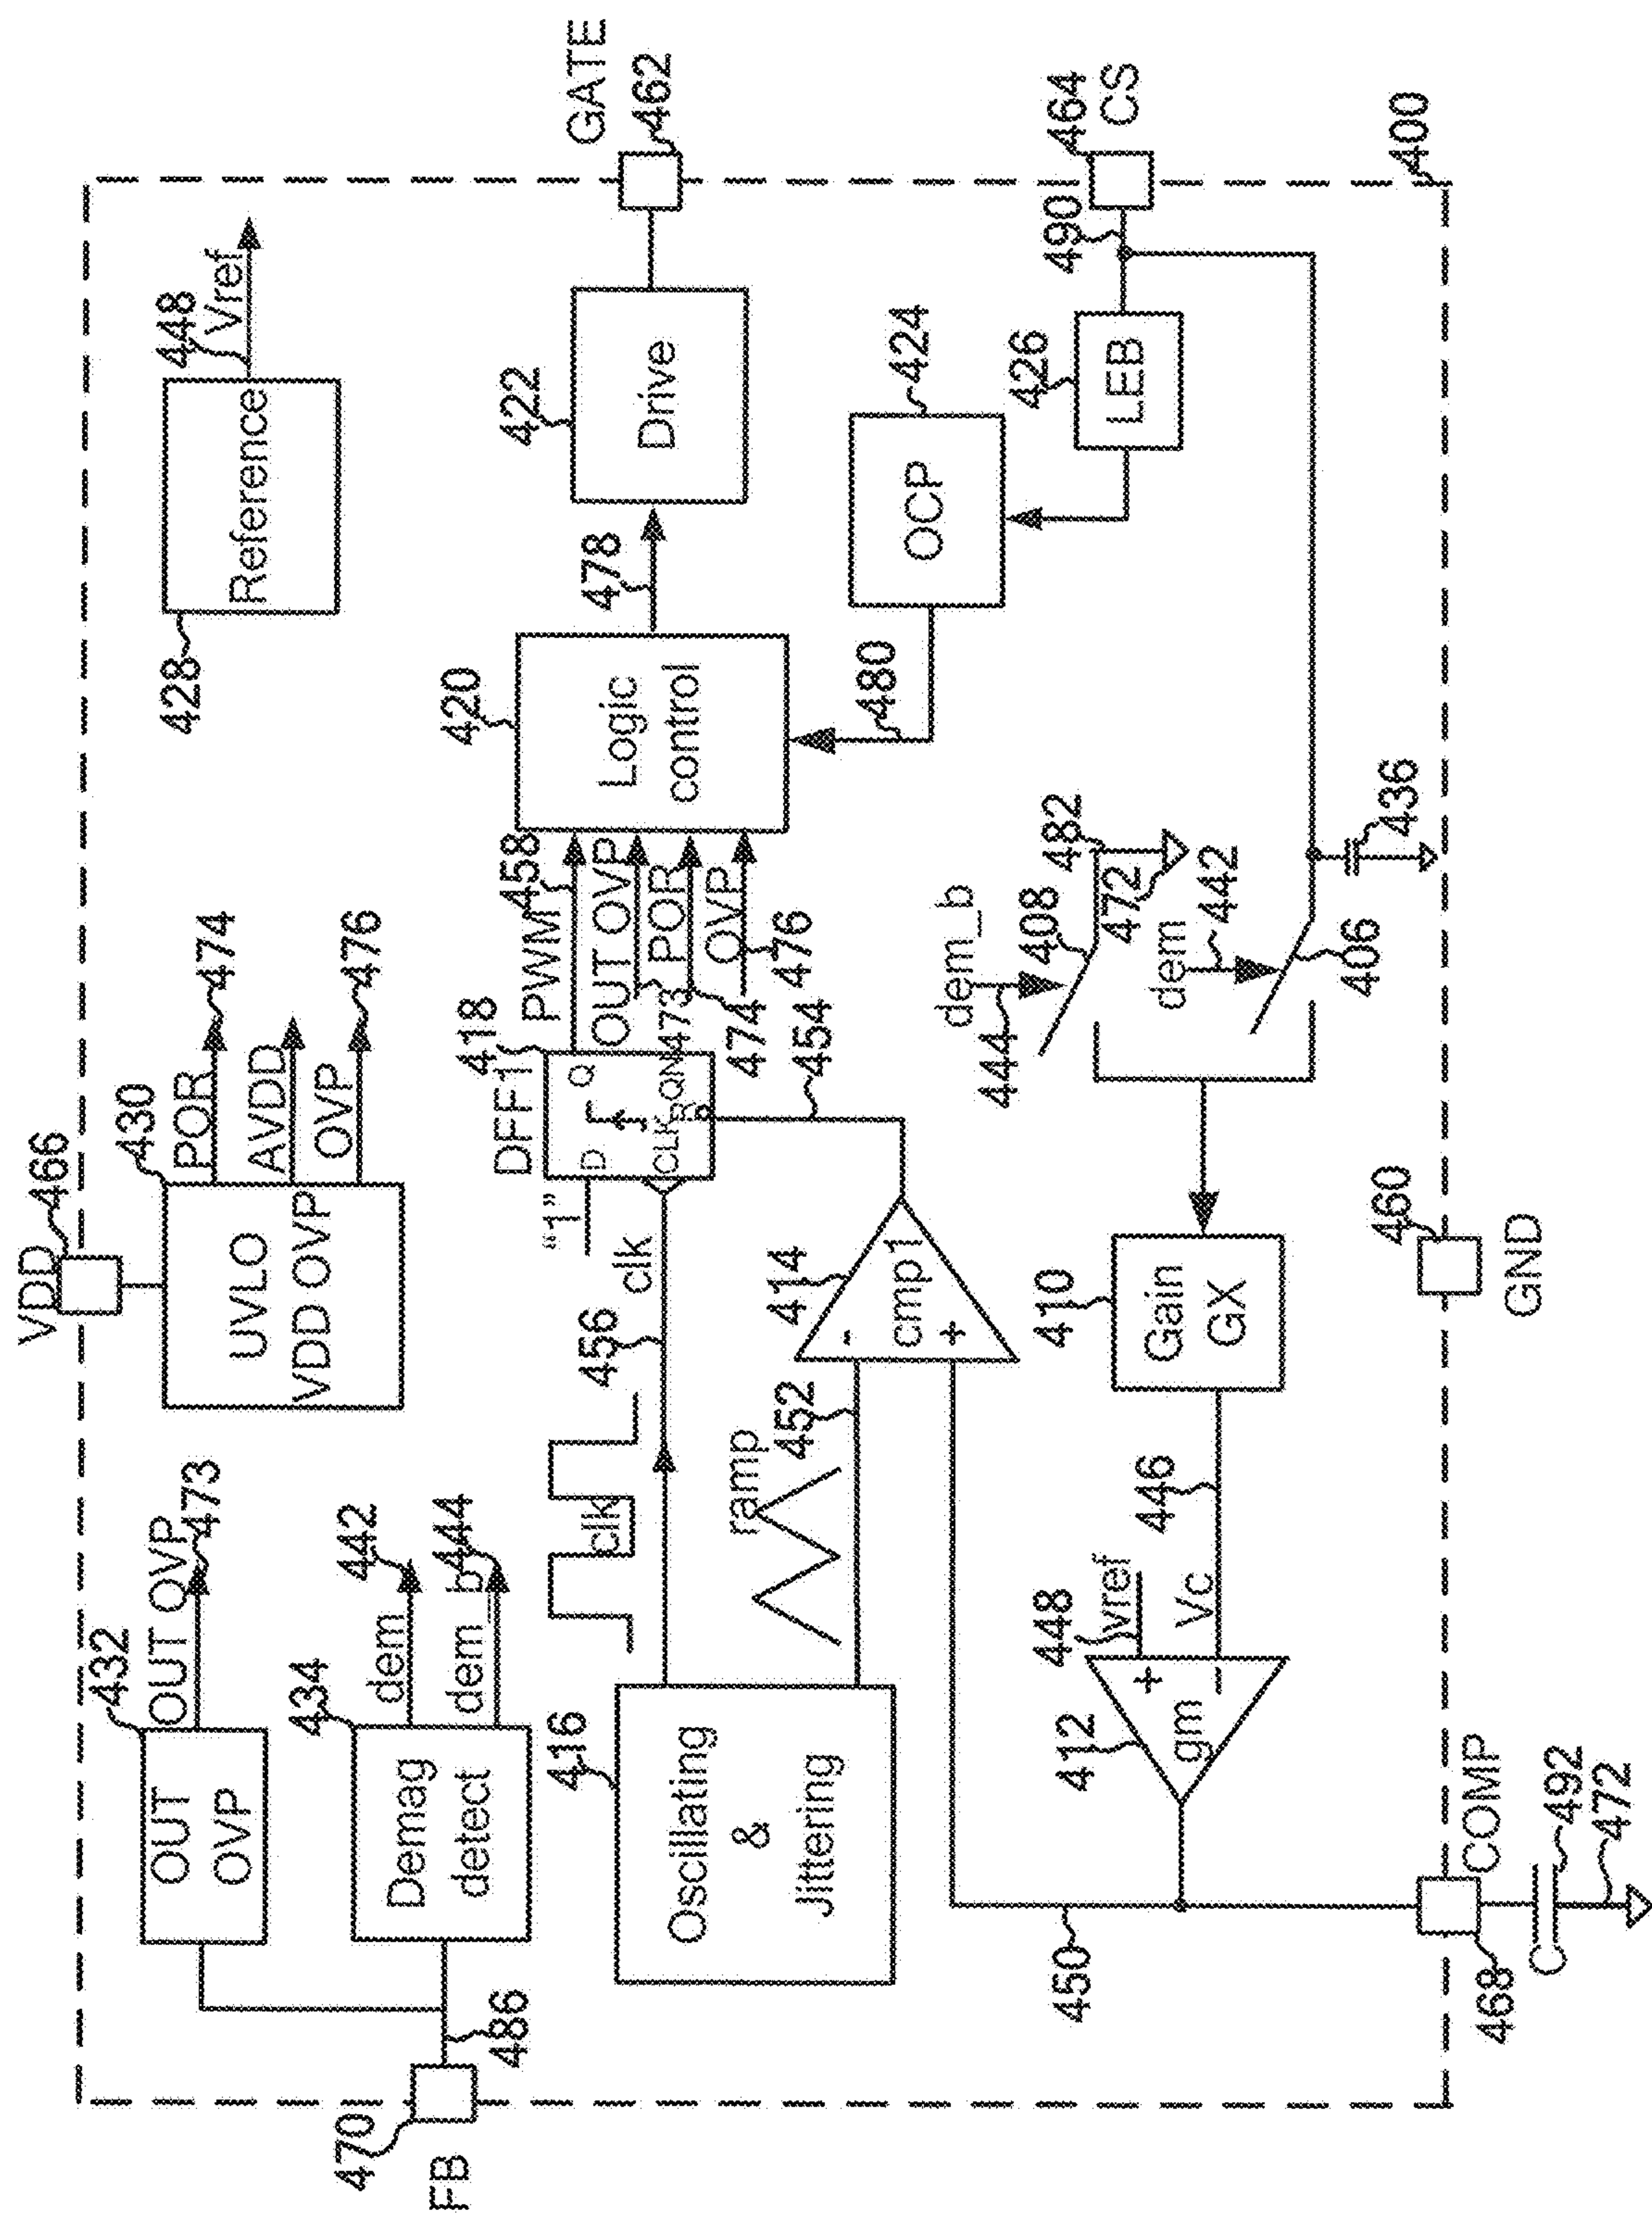 VDD
466
430
POR
474
AVDD
OVP
476
UVLO
VDD OVP
428
Reference
448
Vref
432
OUT OVP
473
OUT
OVP
434
dem
442
dem_b
444
Demag
detect
486
470
FB
416
Oscillating
&
Jittering
clk
456
clk
"1"
DFF1
418
D
Q
CLK
QN
R
PWM
458
OUT OVP
473
POR
474
OVP
476
420
Logic
control
478
422
Drive
GATE
462
ramp
452
414
-
cmp1
+
454
480
OCP
424
426
LEB
490
464
CS
dem_b
444
408
482
472
dem
442
406
436
410
Gain
GX
446
Vc
448
vref
+
-
gm
412
450
COMP
468
C
492
472
460
GND
400